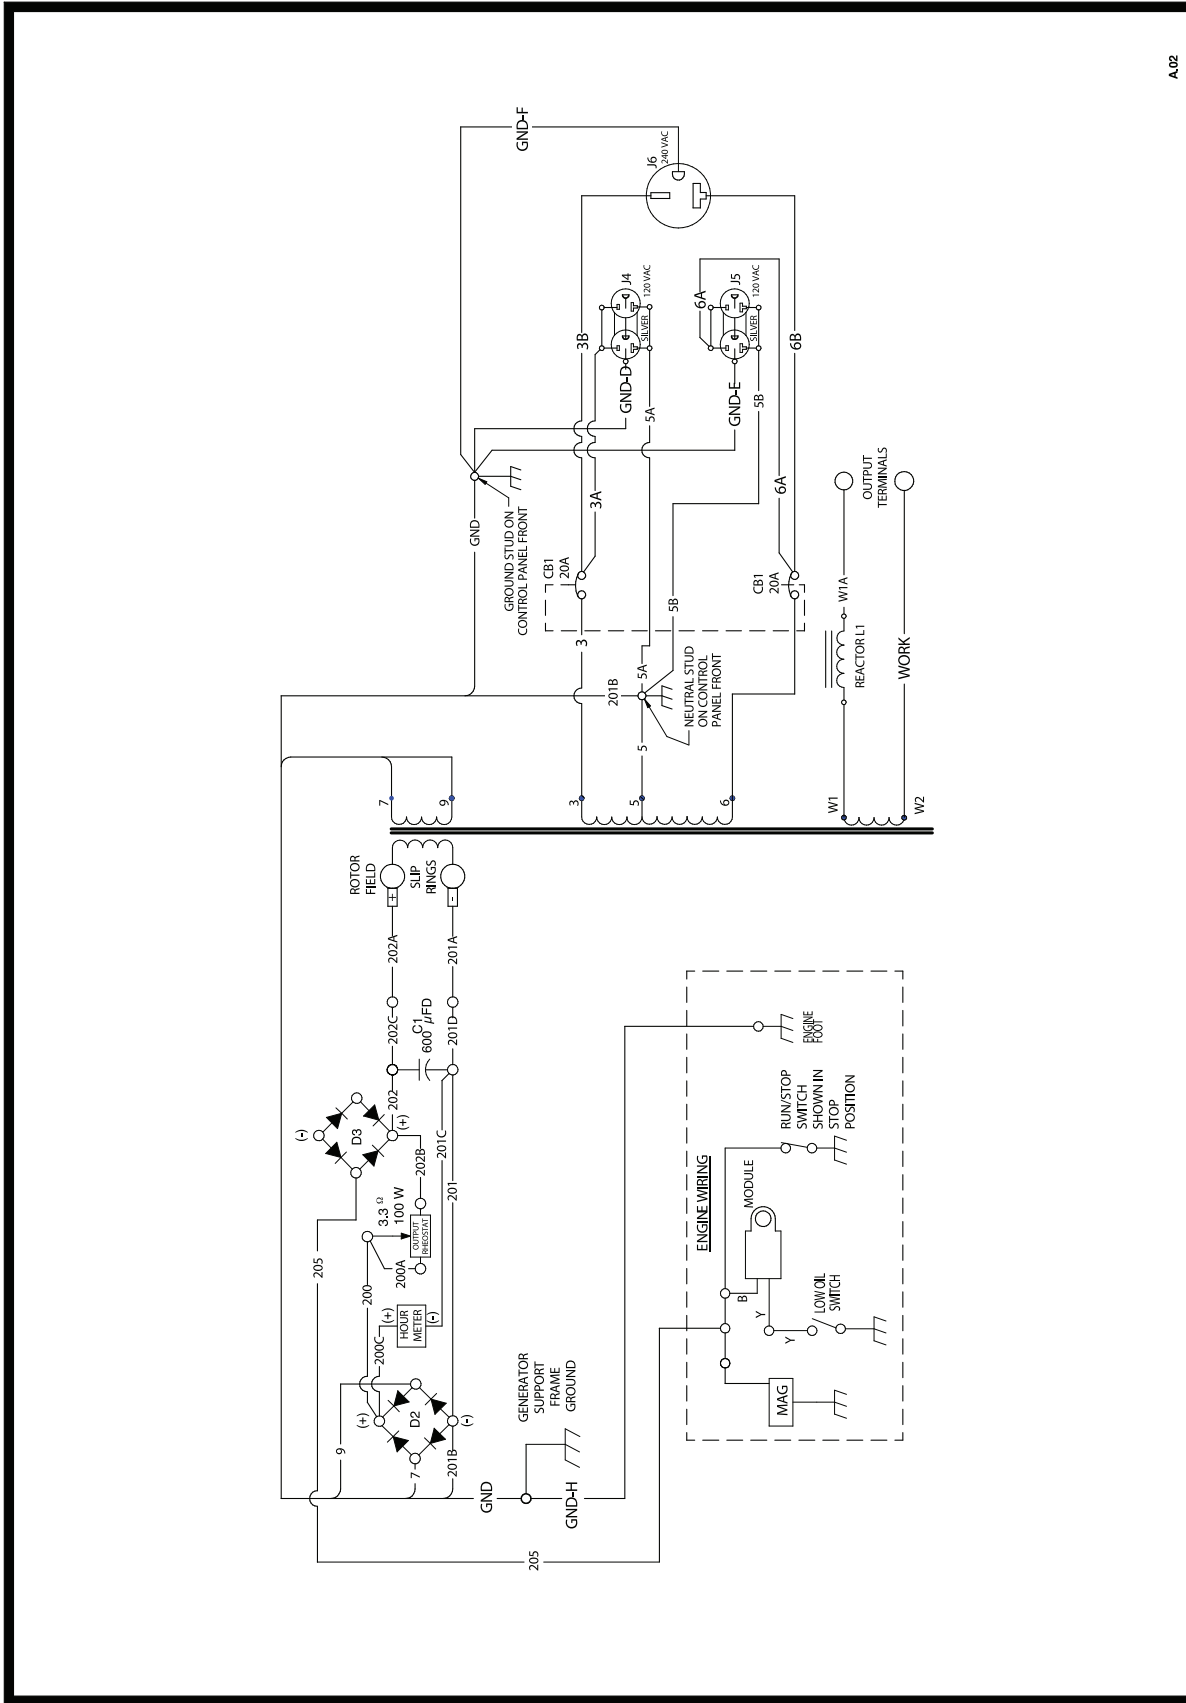 A.02
GND-F
J6
240 VAC
3B
J4
120 VAC
SILVER
GND-D
5A
6A
J5
120 VAC
SILVER
GND-E
5B
6B
3A
6A
GND
GROUND STUD ON
CONTROL PANEL FRONT
CB1
20A
CB1
20A
OUTPUT
TERMINALS
W1A
REACTOR L1
WORK
3
5B
5A
201B
NEUTRAL STUD
ON CONTROL
PANEL FRONT
5
7
9
3
5
6
W1
W2
ROTOR
FIELD
SLIP
RINGS
+
-
202A
201A
202C
C1
600 µFD
201D
202
(-)
D3
(+)
202B
201C
201
3.3 Ω
100 W
OUTPUT
RHEOSTAT
200A
200
205
(+)
HOUR
METER
(-)
200C
(+)
D2
(-)
9
7
201B
GND
GND-H
GENERATOR
SUPPORT
FRAME
GROUND
205
ENGINE WIRING
ENGINE
FOOT
RUN/STOP
SWITCH
SHOWN IN
STOP
POSITION
MODULE
B
Y
Y
LOW OIL
SWITCH
MAG